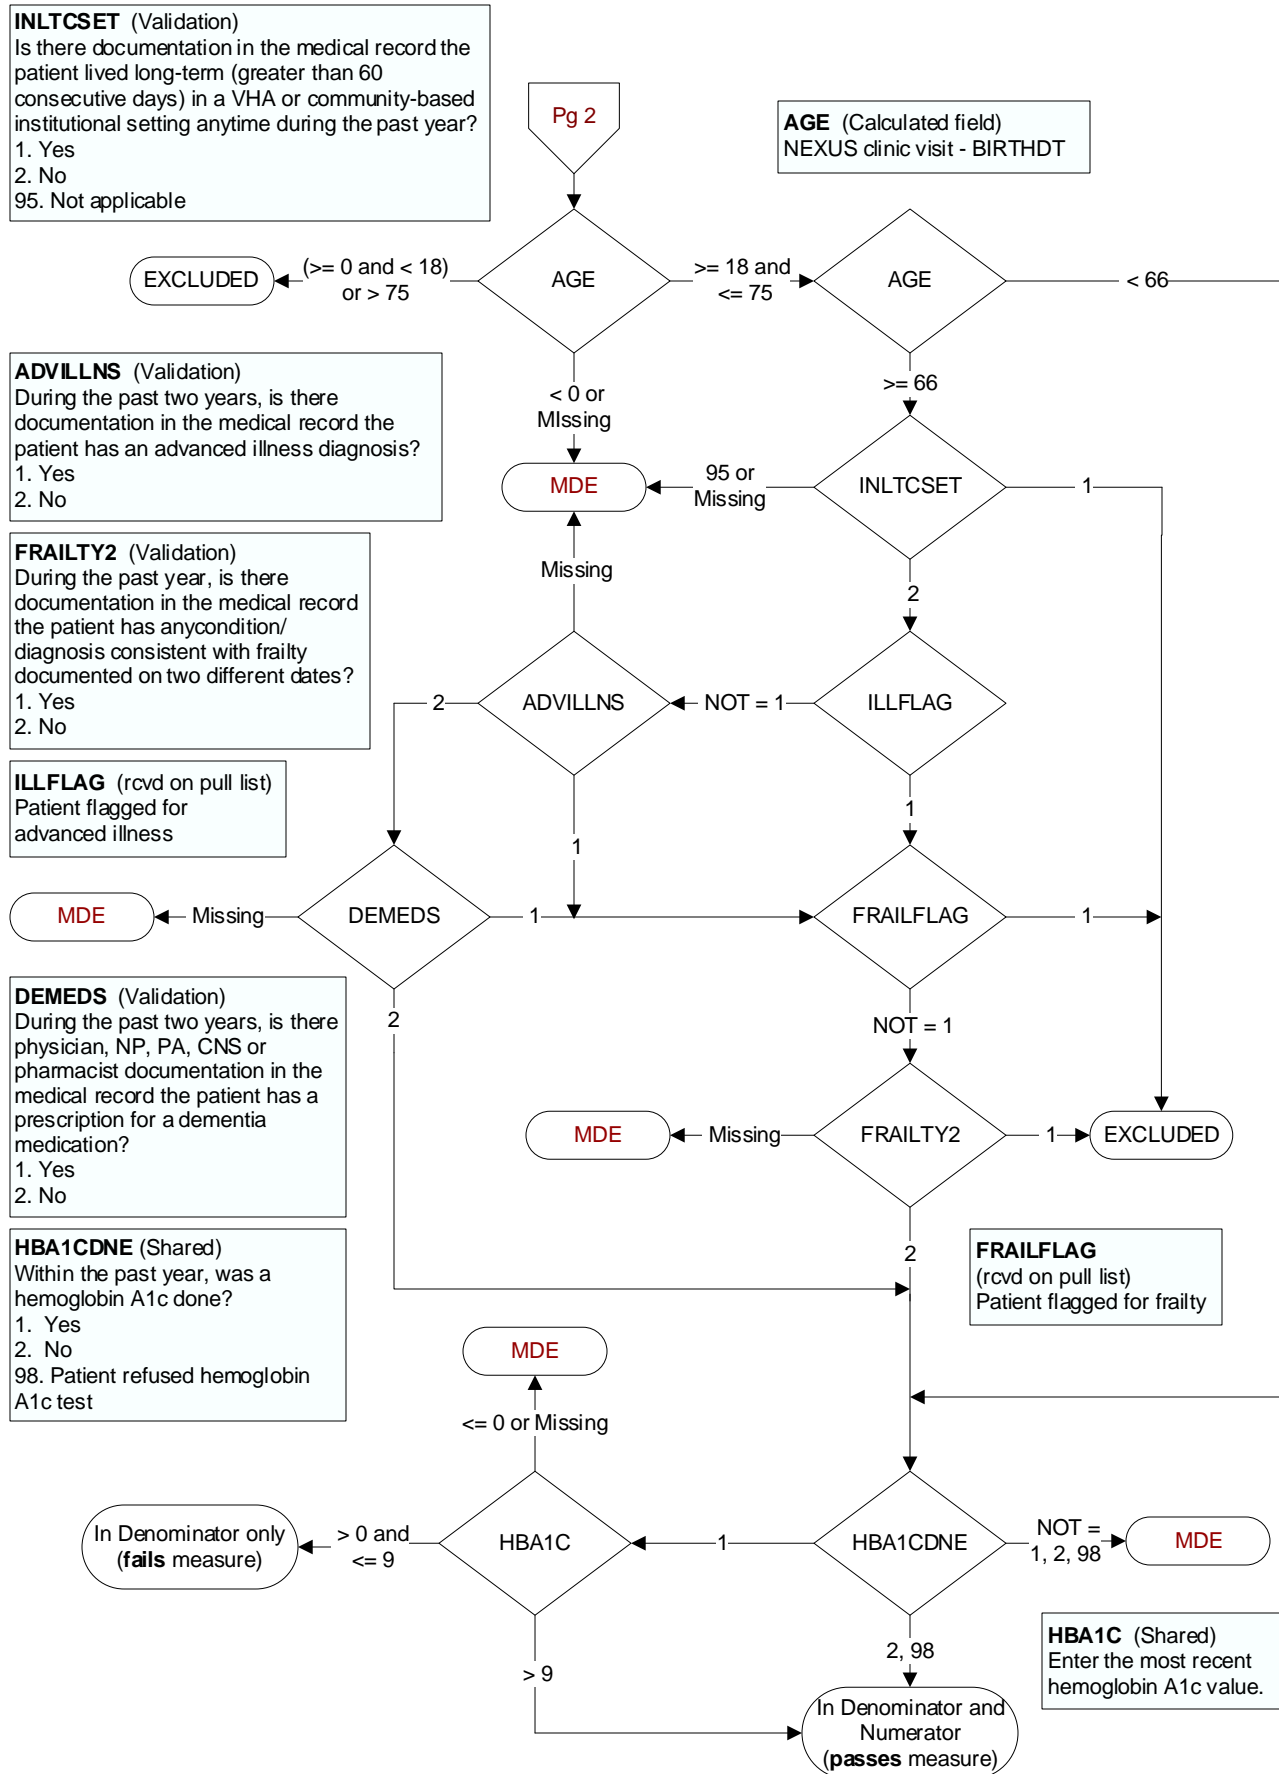 INLTCSET (Validation)
Is there documentation in the medical record the
patient lived long-term (greater than 60
consecutive days) in a VHA or community-based
institutional setting anytime during the past year?
1. Yes
2. No
95. Not applicable
Pg 2
AGE (Calculated field)
NEXUS clinic visit - BIRTHDT
EXCLUDED
(>= 0 and < 18)
or > 75
AGE
>= 18 and
<= 75
AGE
< 66
< 0 or
MIssing
>= 66
ADVILLNS (Validation)
During the past two years, is there
documentation in the medical record the
patient has an advanced illness diagnosis?
1. Yes
2. No
MDE
95 or
Missing
INLTCSET
1
Missing
2
FRAILTY2 (Validation)
During the past year, is there
documentation in the medical record
the patient has anycondition/
diagnosis consistent with frailty
documented on two different dates?
1. Yes
2. No
2
ADVILLNS
NOT = 1
ILLFLAG
1
1
ILLFLAG (rcvd on pull list)
Patient flagged for
advanced illness
MDE
Missing
DEMEDS
1
FRAILFLAG
1
2
NOT = 1
DEMEDS (Validation)
During the past two years, is there
physician, NP, PA, CNS or
pharmacist documentation in the
medical record the patient has a
prescription for a dementia
medication?
1. Yes
2. No
MDE
Missing
FRAILTY2
1
EXCLUDED
2
FRAILFLAG
(rcvd on pull list)
Patient flagged for frailty
HBA1CDNE (Shared)
Within the past year, was a
hemoglobin A1c done?
1. Yes
2. No
98. Patient refused hemoglobin
A1c test
MDE
<= 0 or Missing
In Denominator only
(fails measure)
> 0 and
<= 9
HBA1C
1
HBA1CDNE
NOT =
1, 2, 98
MDE
> 9
2, 98
HBA1C (Shared)
Enter the most recent
hemoglobin A1c value.
In Denominator and
Numerator
(passes measure)